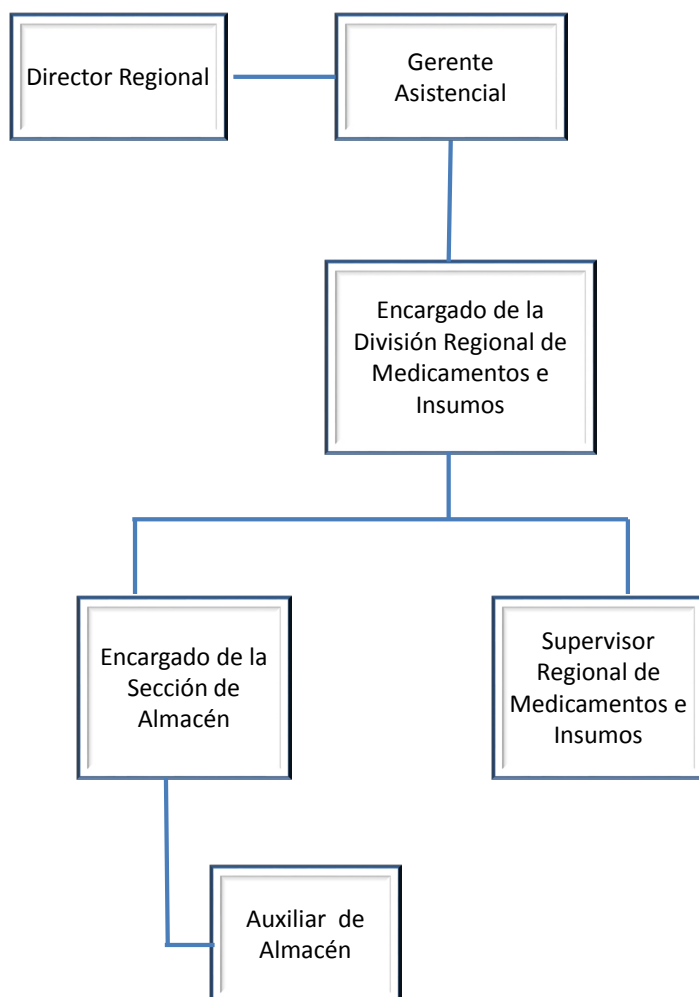 Director Regional
Gerente
Asistencial
Encargado de la
División Regional de
Medicamentos e
Insumos
Encargado de la
Sección de
Almacén
Supervisor
Regional de
Medicamentos e
Insumos
Auxiliar de
Almacén